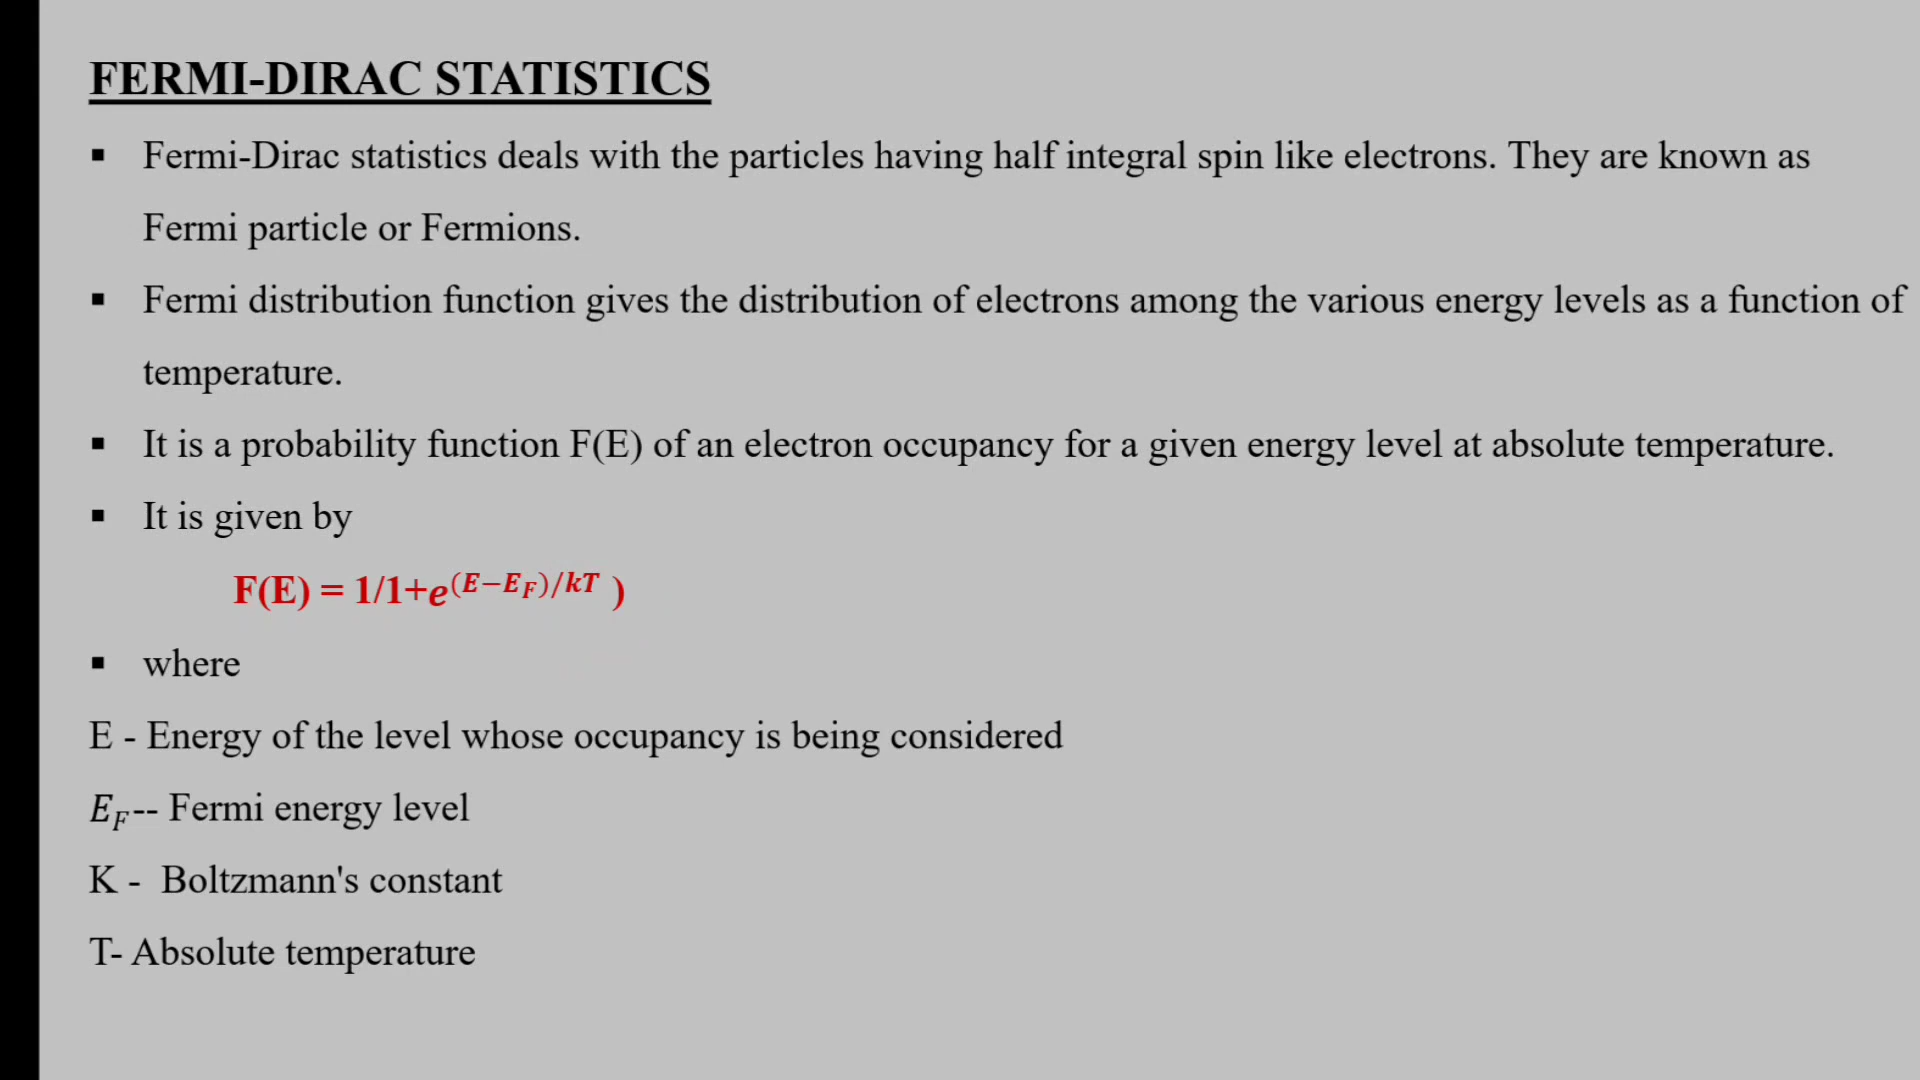 FERMI-DIRAC STATISTICS
▪ Fermi-Dirac statistics deals with the particles having half integral spin like electrons. They are known as
Fermi particle or Fermions.
▪ Fermi distribution function gives the distribution of electrons among the various energy levels as a function of
temperature.
▪ It is a probability function F(E) of an electron occupancy for a given energy level at absolute temperature.
▪ It is given by
F(E) = 1/1+e^{(E−E_F)/kT} )
▪ where
E - Energy of the level whose occupancy is being considered
E_F-- Fermi energy level
K - Boltzmann's constant
T- Absolute temperature